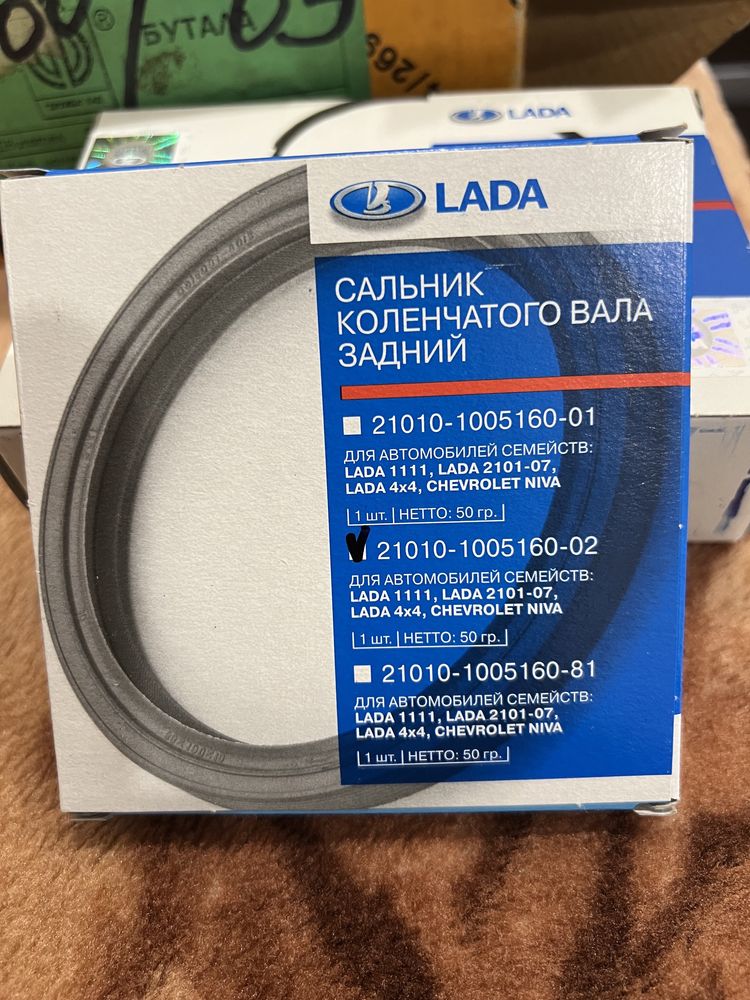 БУТАЛА
/269
LADA
LADA
САЛЬНИК
КОЛЕНЧАТОГО ВАЛА
ЗАДНИЙ
21010-1005160-01
ДЛЯ АВТОМОБИЛЕЙ СЕМЕЙСТВ:
LADA 1111, LADA 2101-07,
LADA 4x4, CHEVROLET NIVA
1 шт. | НЕТТО: 50 гр.
21010-1005160-02
ДЛЯ АВТОМОБИЛЕЙ СЕМЕЙСТВ:
LADA 1111, LADA 2101-07,
LADA 4x4, CHEVROLET NIVA
1 шт. | НЕТТО: 50 гр.
21010-1005160-81
ДЛЯ АВТОМОБИЛЕЙ СЕМЕЙСТВ:
LADA 1111, LADA 2101-07,
LADA 4x4, CHEVROLET NIVA
1 шт. | НЕТТО: 50 гр.